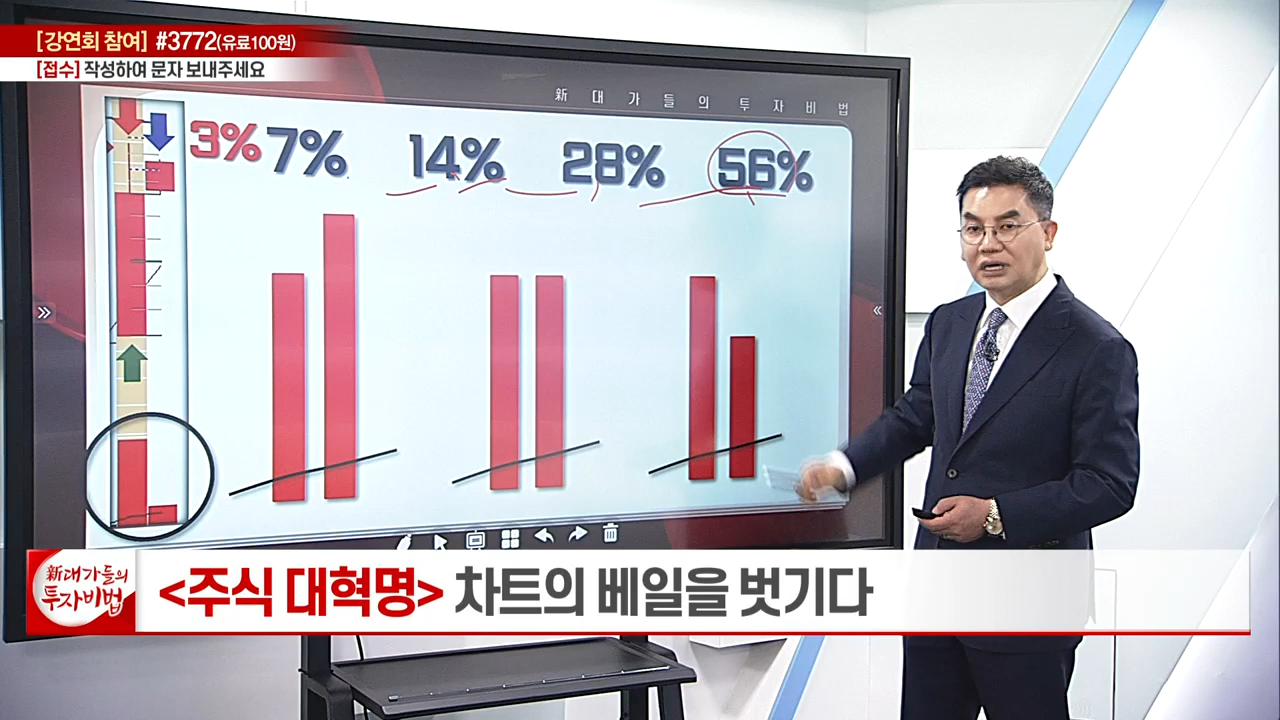 [강연회 참여] #3772(유료100원)
[접수] 작성하여 문자 보내주세요
新 대 가 들 의 투 자 비 법
3% 7% 14% 28% 56%
新대가들의
투자비법
<주식 대혁명> 차트의 베일을 벗기다